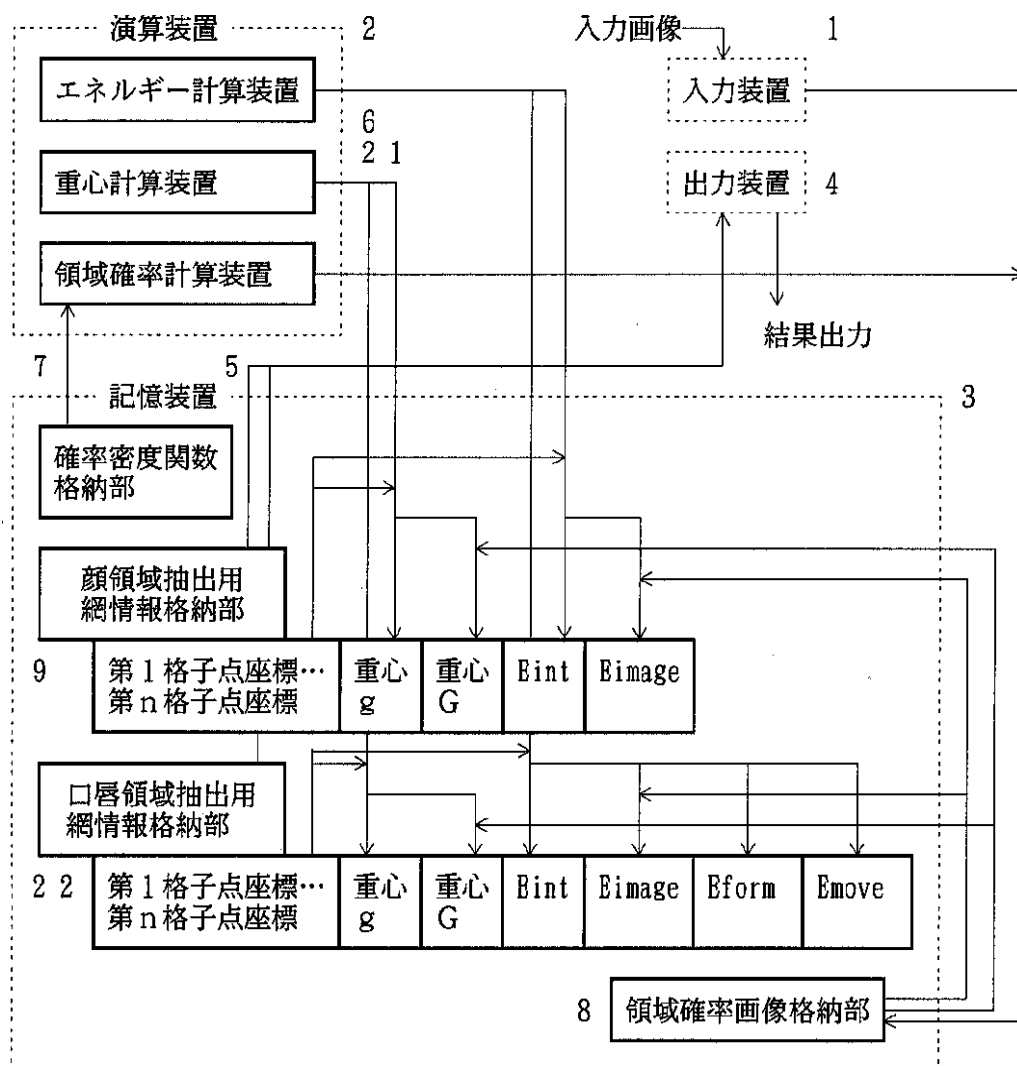 演算装置 2
入力画像 1
エネルギー計算装置
入力装置
6
2 1
重心計算装置
出力装置 4
領域確率計算装置
結果出力
7 5
記憶装置 3
確率密度関数
格納部
顔領域抽出用
網情報格納部
9
第1格子点座標…
第n格子点座標
重心
g
重心
G
Eint
Eimage
口唇領域抽出用
網情報格納部
2 2
第1格子点座標…
第n格子点座標
重心
g
重心
G
Eint
Eimage
Eform
Emove
8 領域確率画像格納部